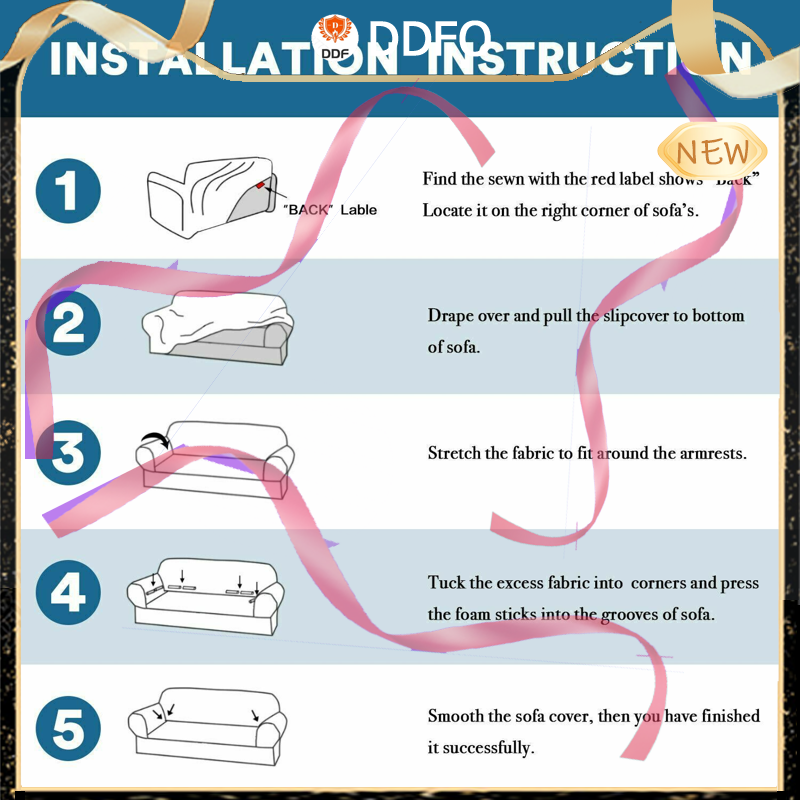 DDFO
DDF
INSTALLATION INSTRUCTION
NEW
1
"BACK" Lable
Find the sewn with the red label shows "Back"
Locate it on the right corner of sofa's.
2
Drape over and pull the slipcover to bottom
of sofa.
3
Stretch the fabric to fit around the armrests.
4
Tuck the excess fabric into corners and press
the foam sticks into the grooves of sofa.
5
Smooth the sofa cover, then you have finished
it successfully.